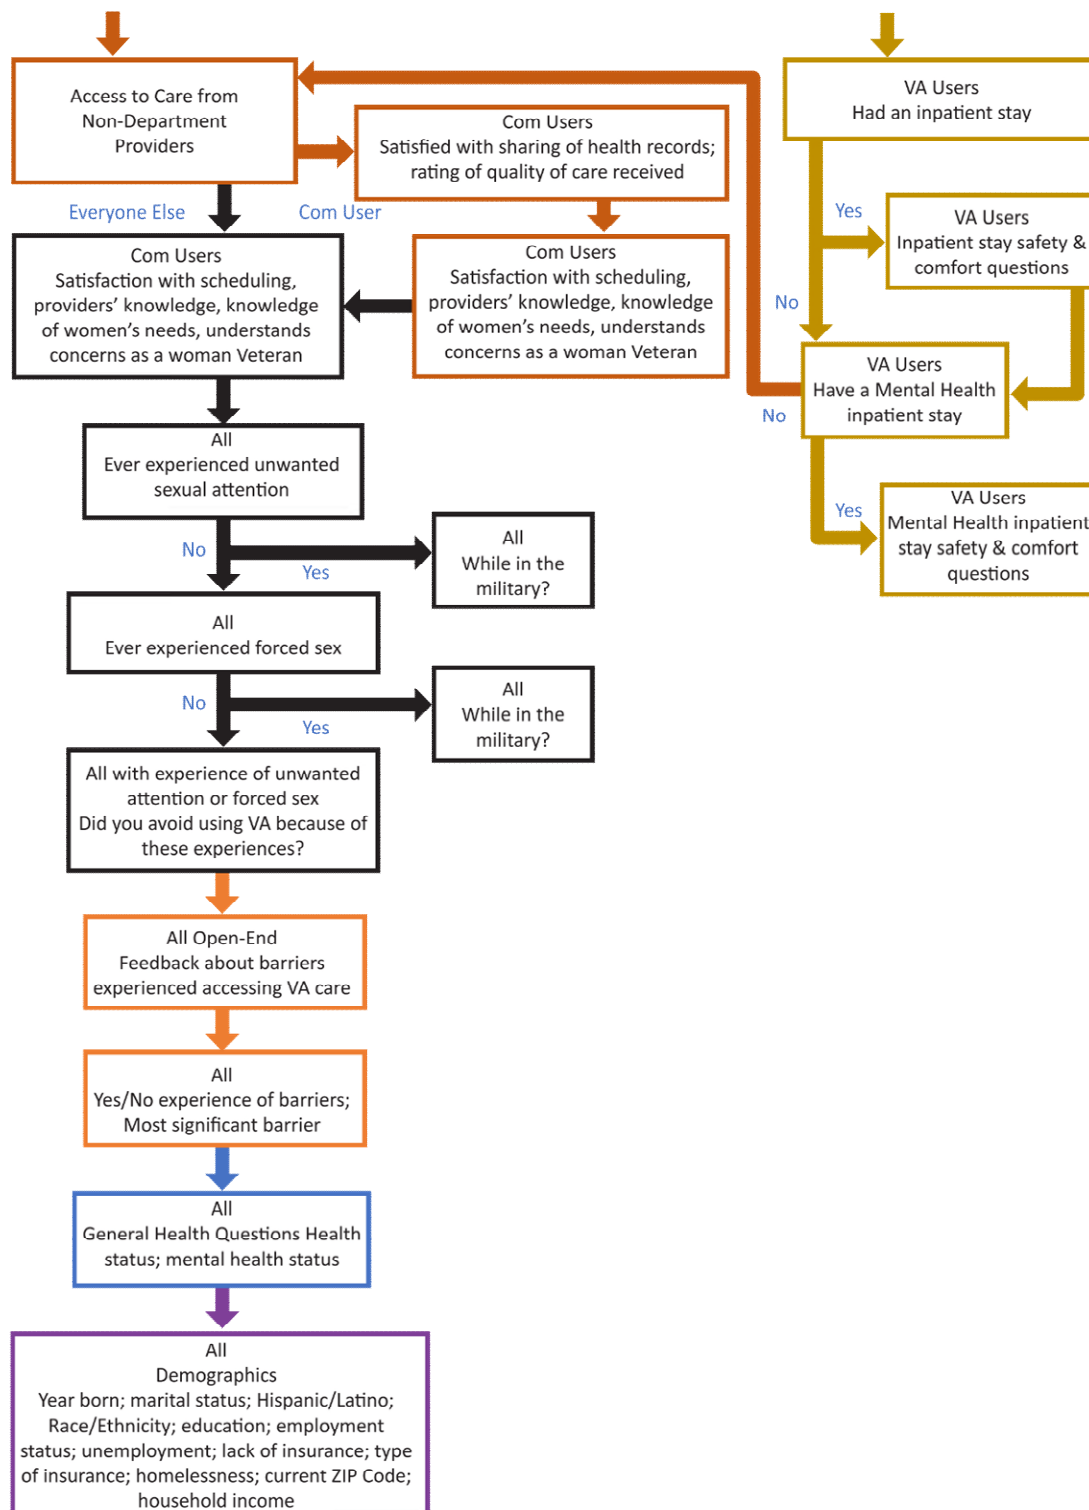 Access to Care from
Non-Department
Providers
Com Users
Satisfied with sharing of health records;
rating of quality of care received
Everyone Else
Com User
Com Users
Satisfaction with scheduling,
providers' knowledge, knowledge
of women's needs, understands
concerns as a woman Veteran
Com Users
Satisfaction with scheduling,
providers' knowledge, knowledge
of women's needs, understands
concerns as a woman Veteran
All
Ever experienced unwanted
sexual attention
No
Yes
All
While in the
military?
All
Ever experienced forced sex
No
Yes
All
While in the
military?
All with experience of unwanted
attention or forced sex
Did you avoid using VA because of
these experiences?
All Open-End
Feedback about barriers
experienced accessing VA care
All
Yes/No experience of barriers;
Most significant barrier
All
General Health Questions Health
status; mental health status
All
Demographics
Year born; marital status; Hispanic/Latino;
Race/Ethnicity; education; employment
status; unemployment; lack of insurance; type
of insurance; homelessness; current ZIP Code;
household income
VA Users
Had an inpatient stay
Yes
VA Users
Inpatient stay safety &
comfort questions
No
VA Users
Have a Mental Health
inpatient stay
No
Yes
VA Users
Mental Health inpatient
stay safety & comfort
questions